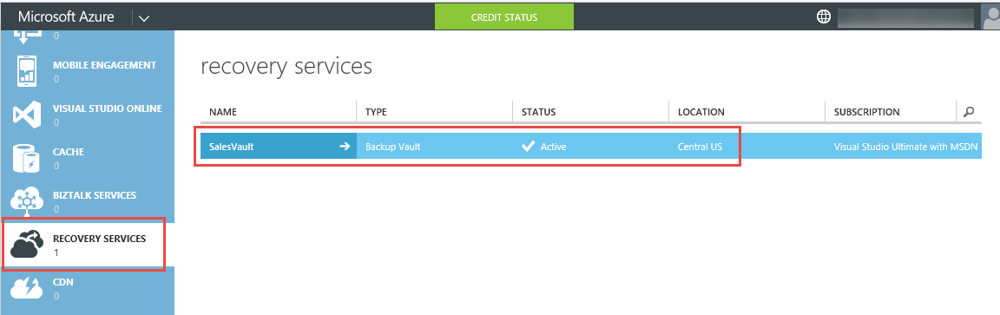 Microsoft Azure
CREDIT STATUS
0
MOBILE ENGAGEMENT
0
VISUAL STUDIO ONLINE
0
CACHE
0
BIZTALK SERVICES
0
RECOVERY SERVICES
1
CDN
0
recovery services
NAME TYPE STATUS LOCATION SUBSCRIPTION
SalesVault Backup Vault Active Central US Visual Studio Ultimate with MSDN